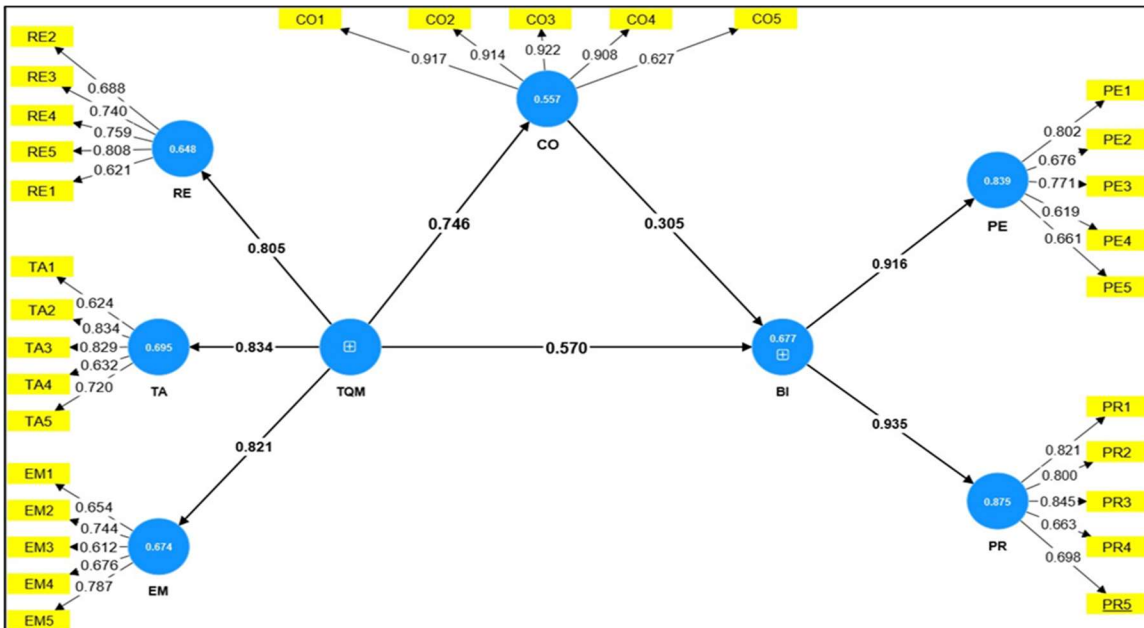 CO1
CO2
CO3
CO4
CO5
0.917
0.914
0.922
0.908
0.627
0.557
CO
RE2
RE3
RE4
RE5
RE1
0.688
0.740
0.759
0.808
0.621
0.648
RE
PE1
PE2
PE3
PE4
PE5
0.802
0.676
0.771
0.619
0.661
0.839
PE
0.746
0.305
0.805
0.916
TA1
TA2
TA3
TA4
TA5
0.624
0.834
0.829
0.632
0.720
0.695
TA
0.834
TQM
0.570
0.677
BI
0.821
0.935
EM1
EM2
EM3
EM4
EM5
0.654
0.744
0.612
0.676
0.787
0.674
EM
PR1
PR2
PR3
PR4
PR5
0.821
0.800
0.845
0.663
0.698
0.875
PR